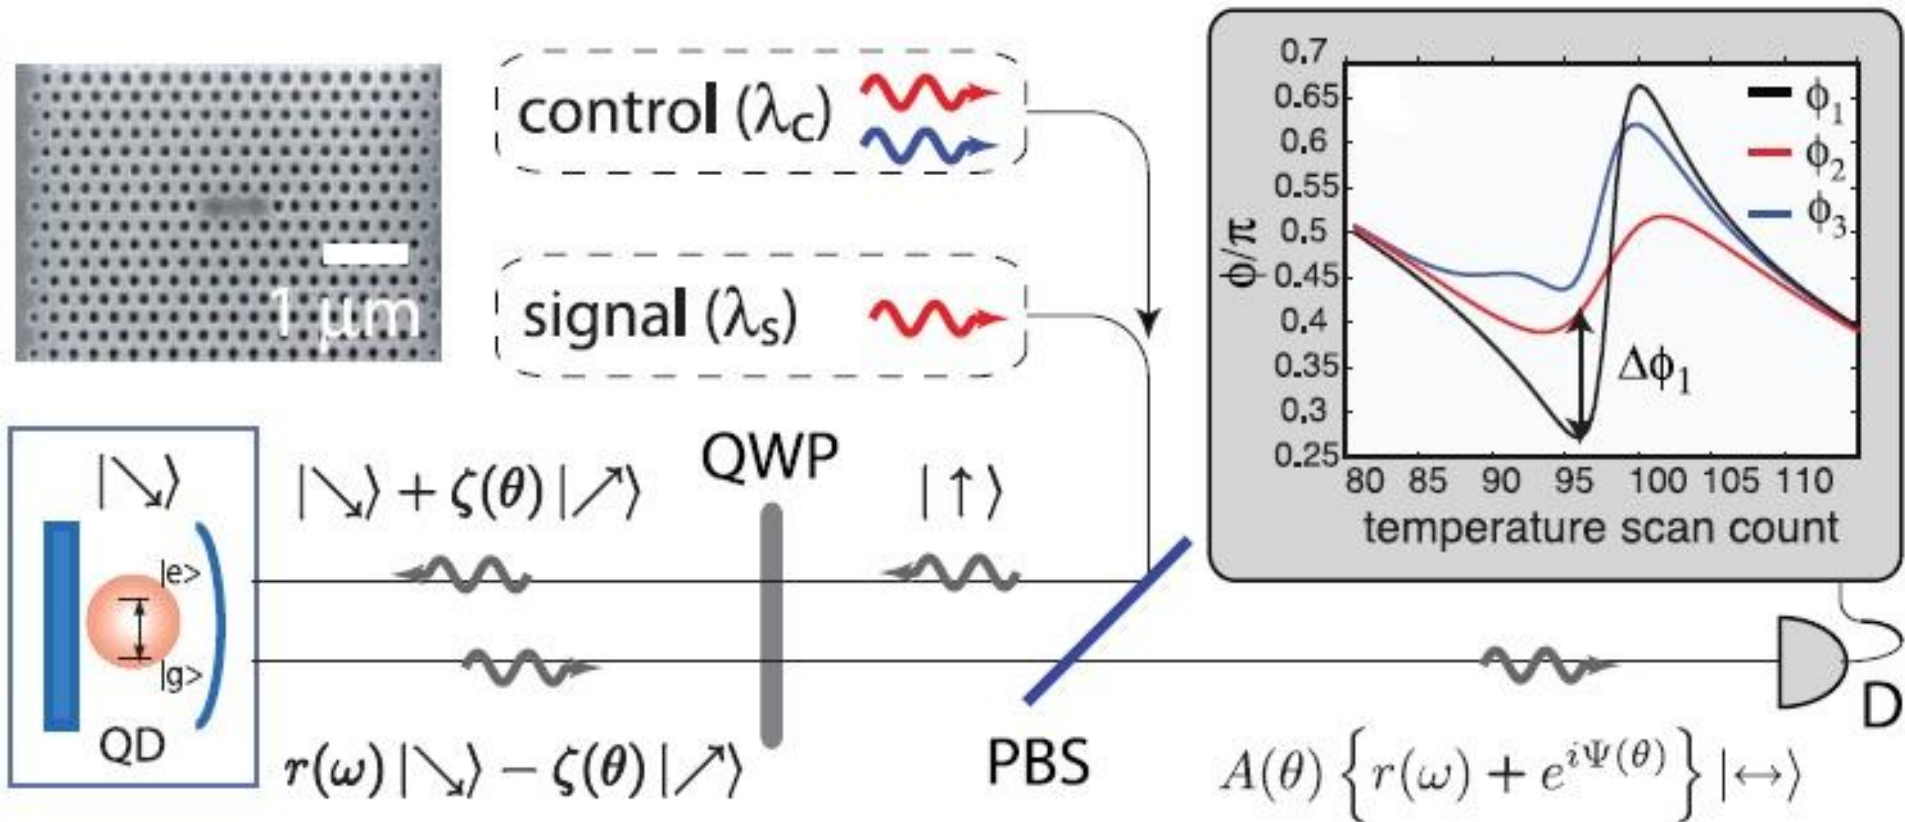 1 μm
control (λc)
signal (λs)
|↘⟩
|e>
|g>
QD
|↘⟩ + ζ(θ) |↗⟩
QWP
|↑⟩
r(ω) |↘⟩ − ζ(θ) |↗⟩
PBS
A(θ) { r(ω) + e^{iΨ(θ)} } |↔⟩
D
0.7
0.65
0.6
0.55
0.5
0.45
0.4
0.35
0.3
0.25
ϕ/π
ϕ₁
ϕ₂
ϕ₃
Δϕ₁
80 85 90 95 100 105 110
temperature scan count